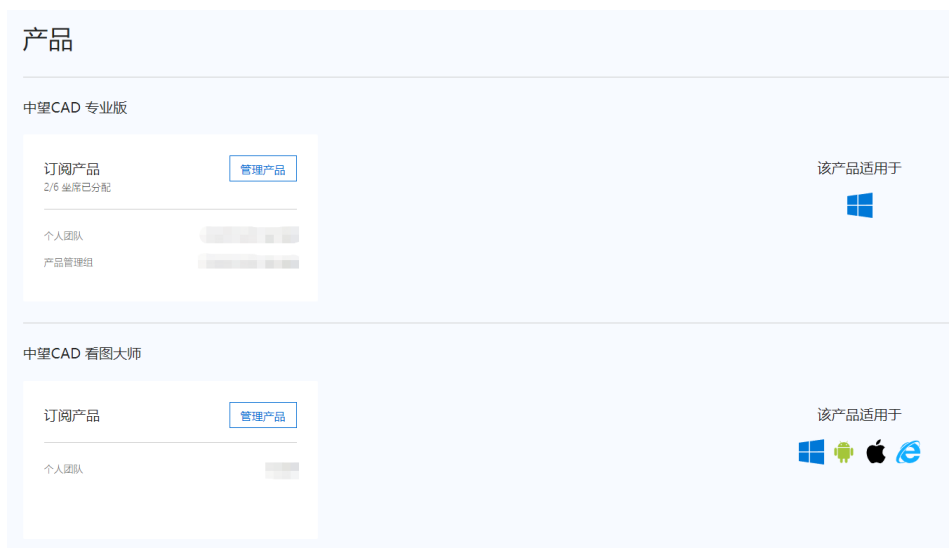 产品
中望CAD 专业版
订阅产品
管理产品
2/6 坐席已分配
个人团队
产品管理组
该产品适用于
中望CAD 看图大师
订阅产品
管理产品
个人团队
该产品适用于